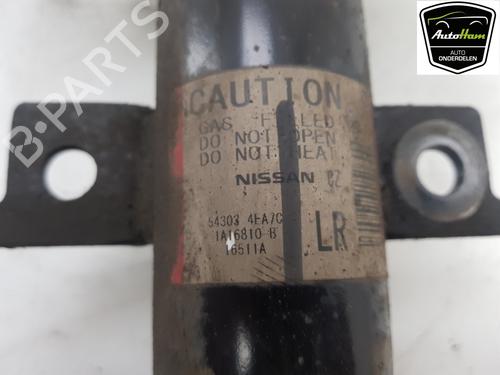 AutoHam
AUTO
ONDERDELEN
CAUTION
GAS FILLED
DO NOT OPEN
DO NOT HEAT
NISSAN CZ
54303 4EA7C
1A16810 B
16511A
LR
B-PARTS